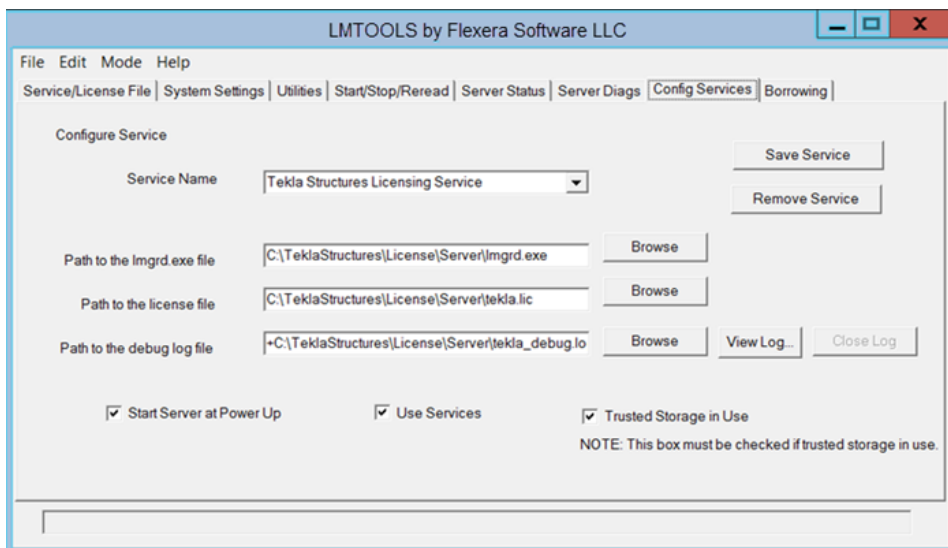 LMTOOLS by Flexera Software LLC
File Edit Mode Help
Service/License File System Settings Utilities Start/Stop/Reread Server Status Server Diags Config Services Borrowing
Configure Service
Save Service
Service Name Tekla Structures Licensing Service
Remove Service
Path to the lmgrd.exe file C:\TeklaStructures\License\Server\lmgrd.exe Browse
Path to the license file C:\TeklaStructures\License\Server\tekla.lic Browse
Path to the debug log file +C:\TeklaStructures\License\Server\tekla_debug.lo Browse View Log... Close Log
Start Server at Power Up Use Services Trusted Storage in Use
NOTE: This box must be checked if trusted storage in use.